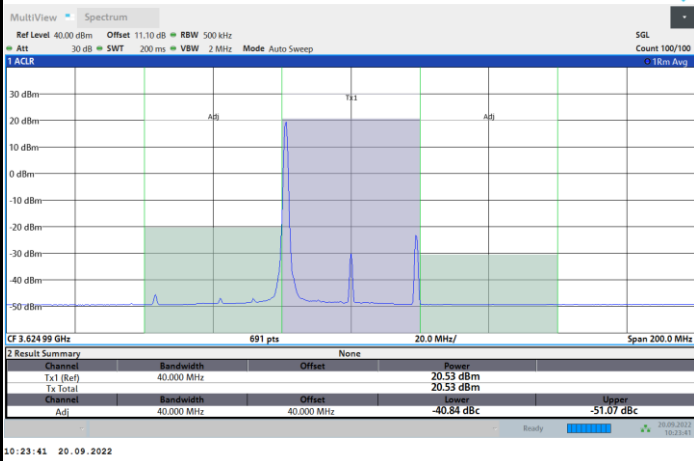 MultiView Spectrum
Ref Level 40.00 dBm Offset 11.10 dB RBW 500 kHz SGL
Att 30 dB SWT 200 ms VBW 2 MHz Mode Auto Sweep Count 100/100
1 ACLR 1Rm Avg
30 dBm
Tx1
20 dBm
Adj Adj
10 dBm
0 dBm
-10 dBm
-20 dBm
-30 dBm
-40 dBm
-50 dBm
CF 3.624 99 GHz 691 pts 20.0 MHz/ Span 200.0 MHz
2 Result Summary None
Channel Bandwidth Offset Power
Tx1 (Ref) 40.000 MHz 20.53 dBm
Tx Total 20.53 dBm
Channel Bandwidth Offset Lower Upper
Adj 40.000 MHz 40.000 MHz -40.84 dBc -51.07 dBc
Ready 20.09.2022
10:23:41
10:23:41 20.09.2022